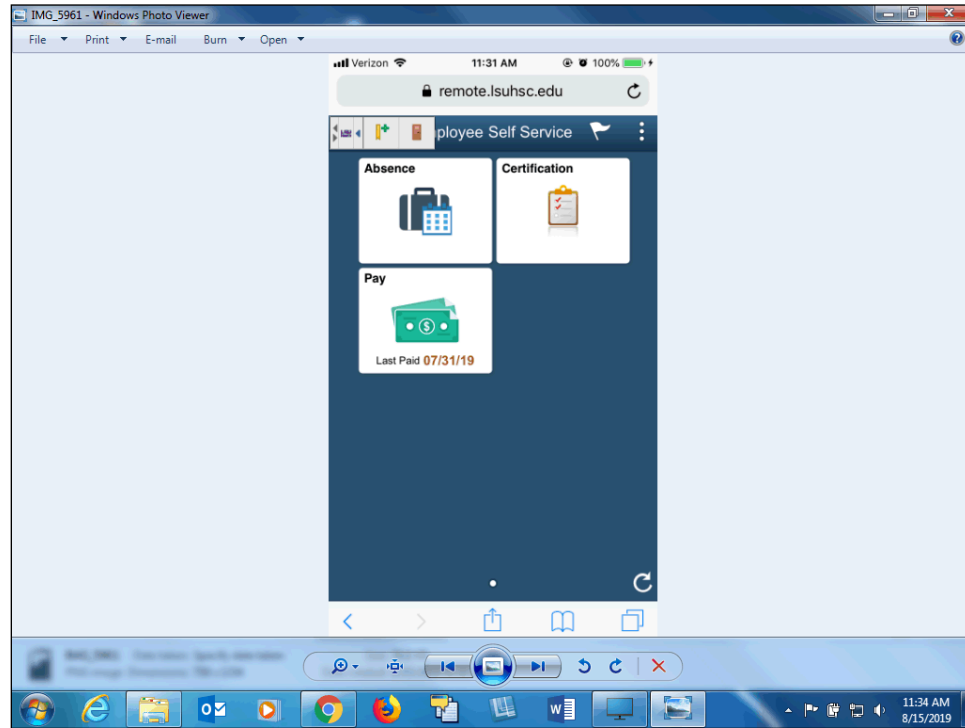 IMG_5961 - Windows Photo Viewer
File Print E-mail Burn Open
Verizon 11:31 AM 100%
remote.lsuhsc.edu
ployee Self Service
Absence
Certification
Pay
Last Paid 07/31/19
11:34 AM
8/15/2019